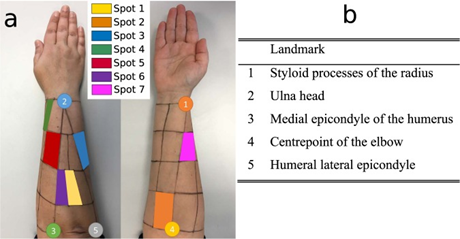 a
Spot 1
Spot 2
Spot 3
Spot 4
Spot 5
Spot 6
Spot 7
2
3
5
1
4
b
Landmark
1 Styloid processes of the radius
2 Ulna head
3 Medial epicondyle of the humerus
4 Centrepoint of the elbow
5 Humeral lateral epicondyle